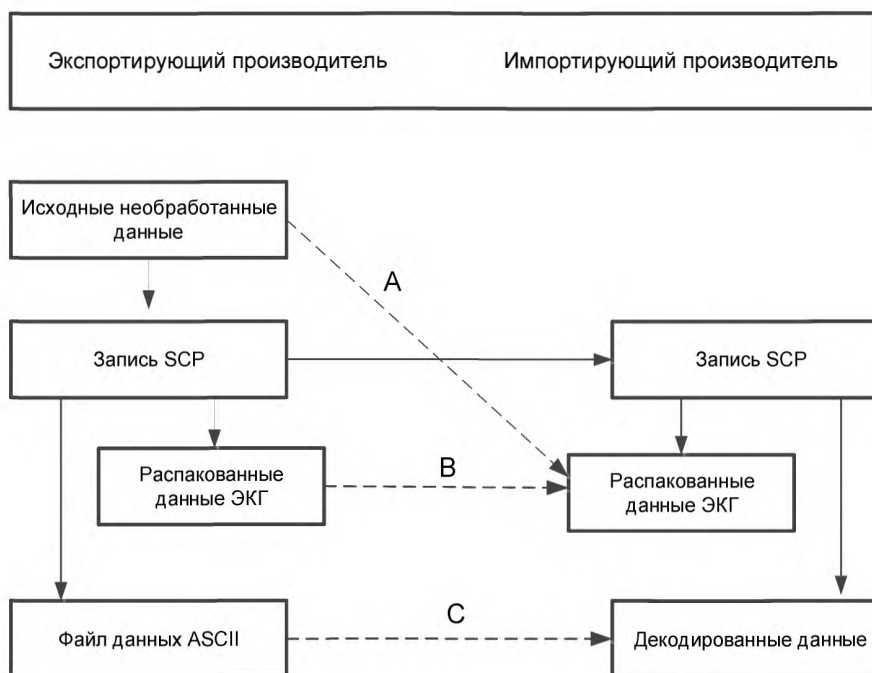 Экспортирующий производитель
Импортирующий производитель
Исходные необработанные
данные
A
Запись SCP
Запись SCP
Распакованные
данные ЭКГ
B
Распакованные
данные ЭКГ
Файл данных ASCII
C
Декодированные данные